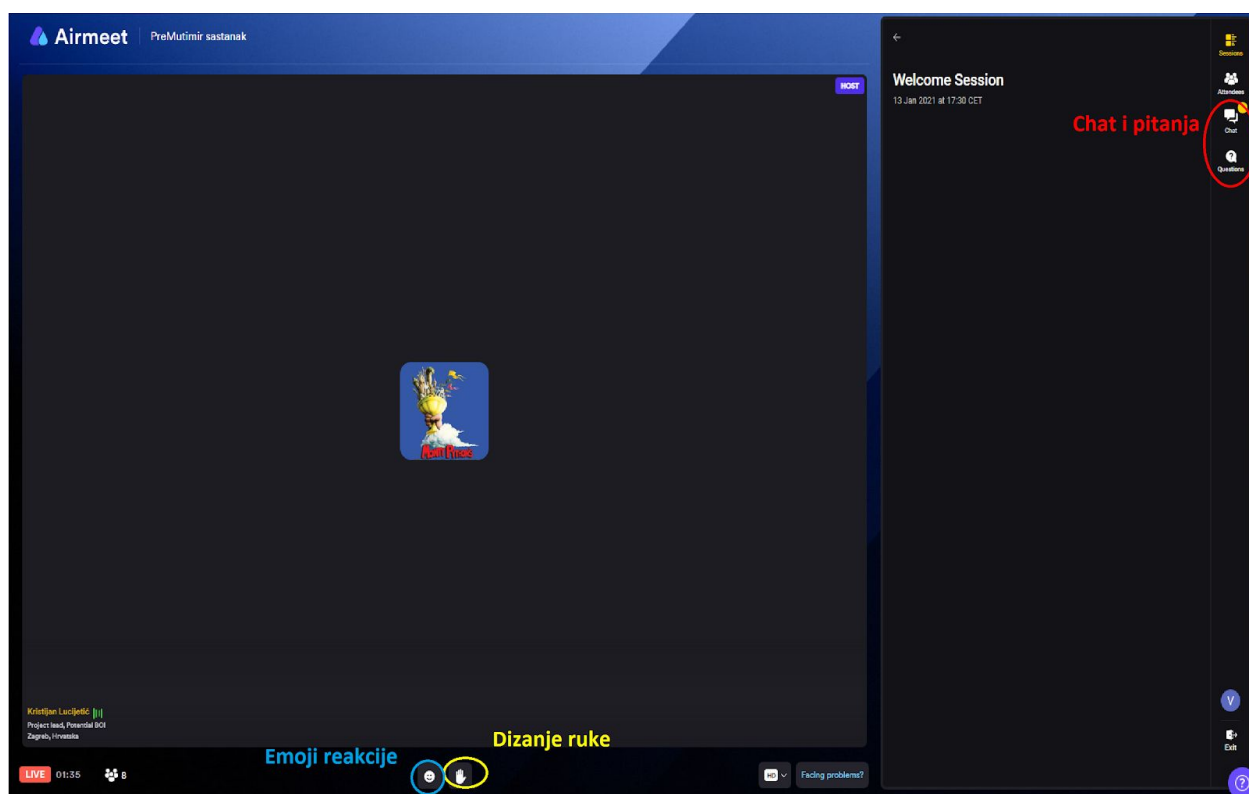 Airmeet
PreMutimir sastanak
HOST
Welcome Session
13 Jan 2021 at 17:30 CET
Sessions
Attendees
Chat i pitanja
Chat
Questions
Kristijan Lucijetić
Project lead, Potential BOI
Zagreb, Hrvatska
Emoji reakcije
Dizanje ruke
LIVE 01:35 8
HD
Facing problems?
V
Exit
?